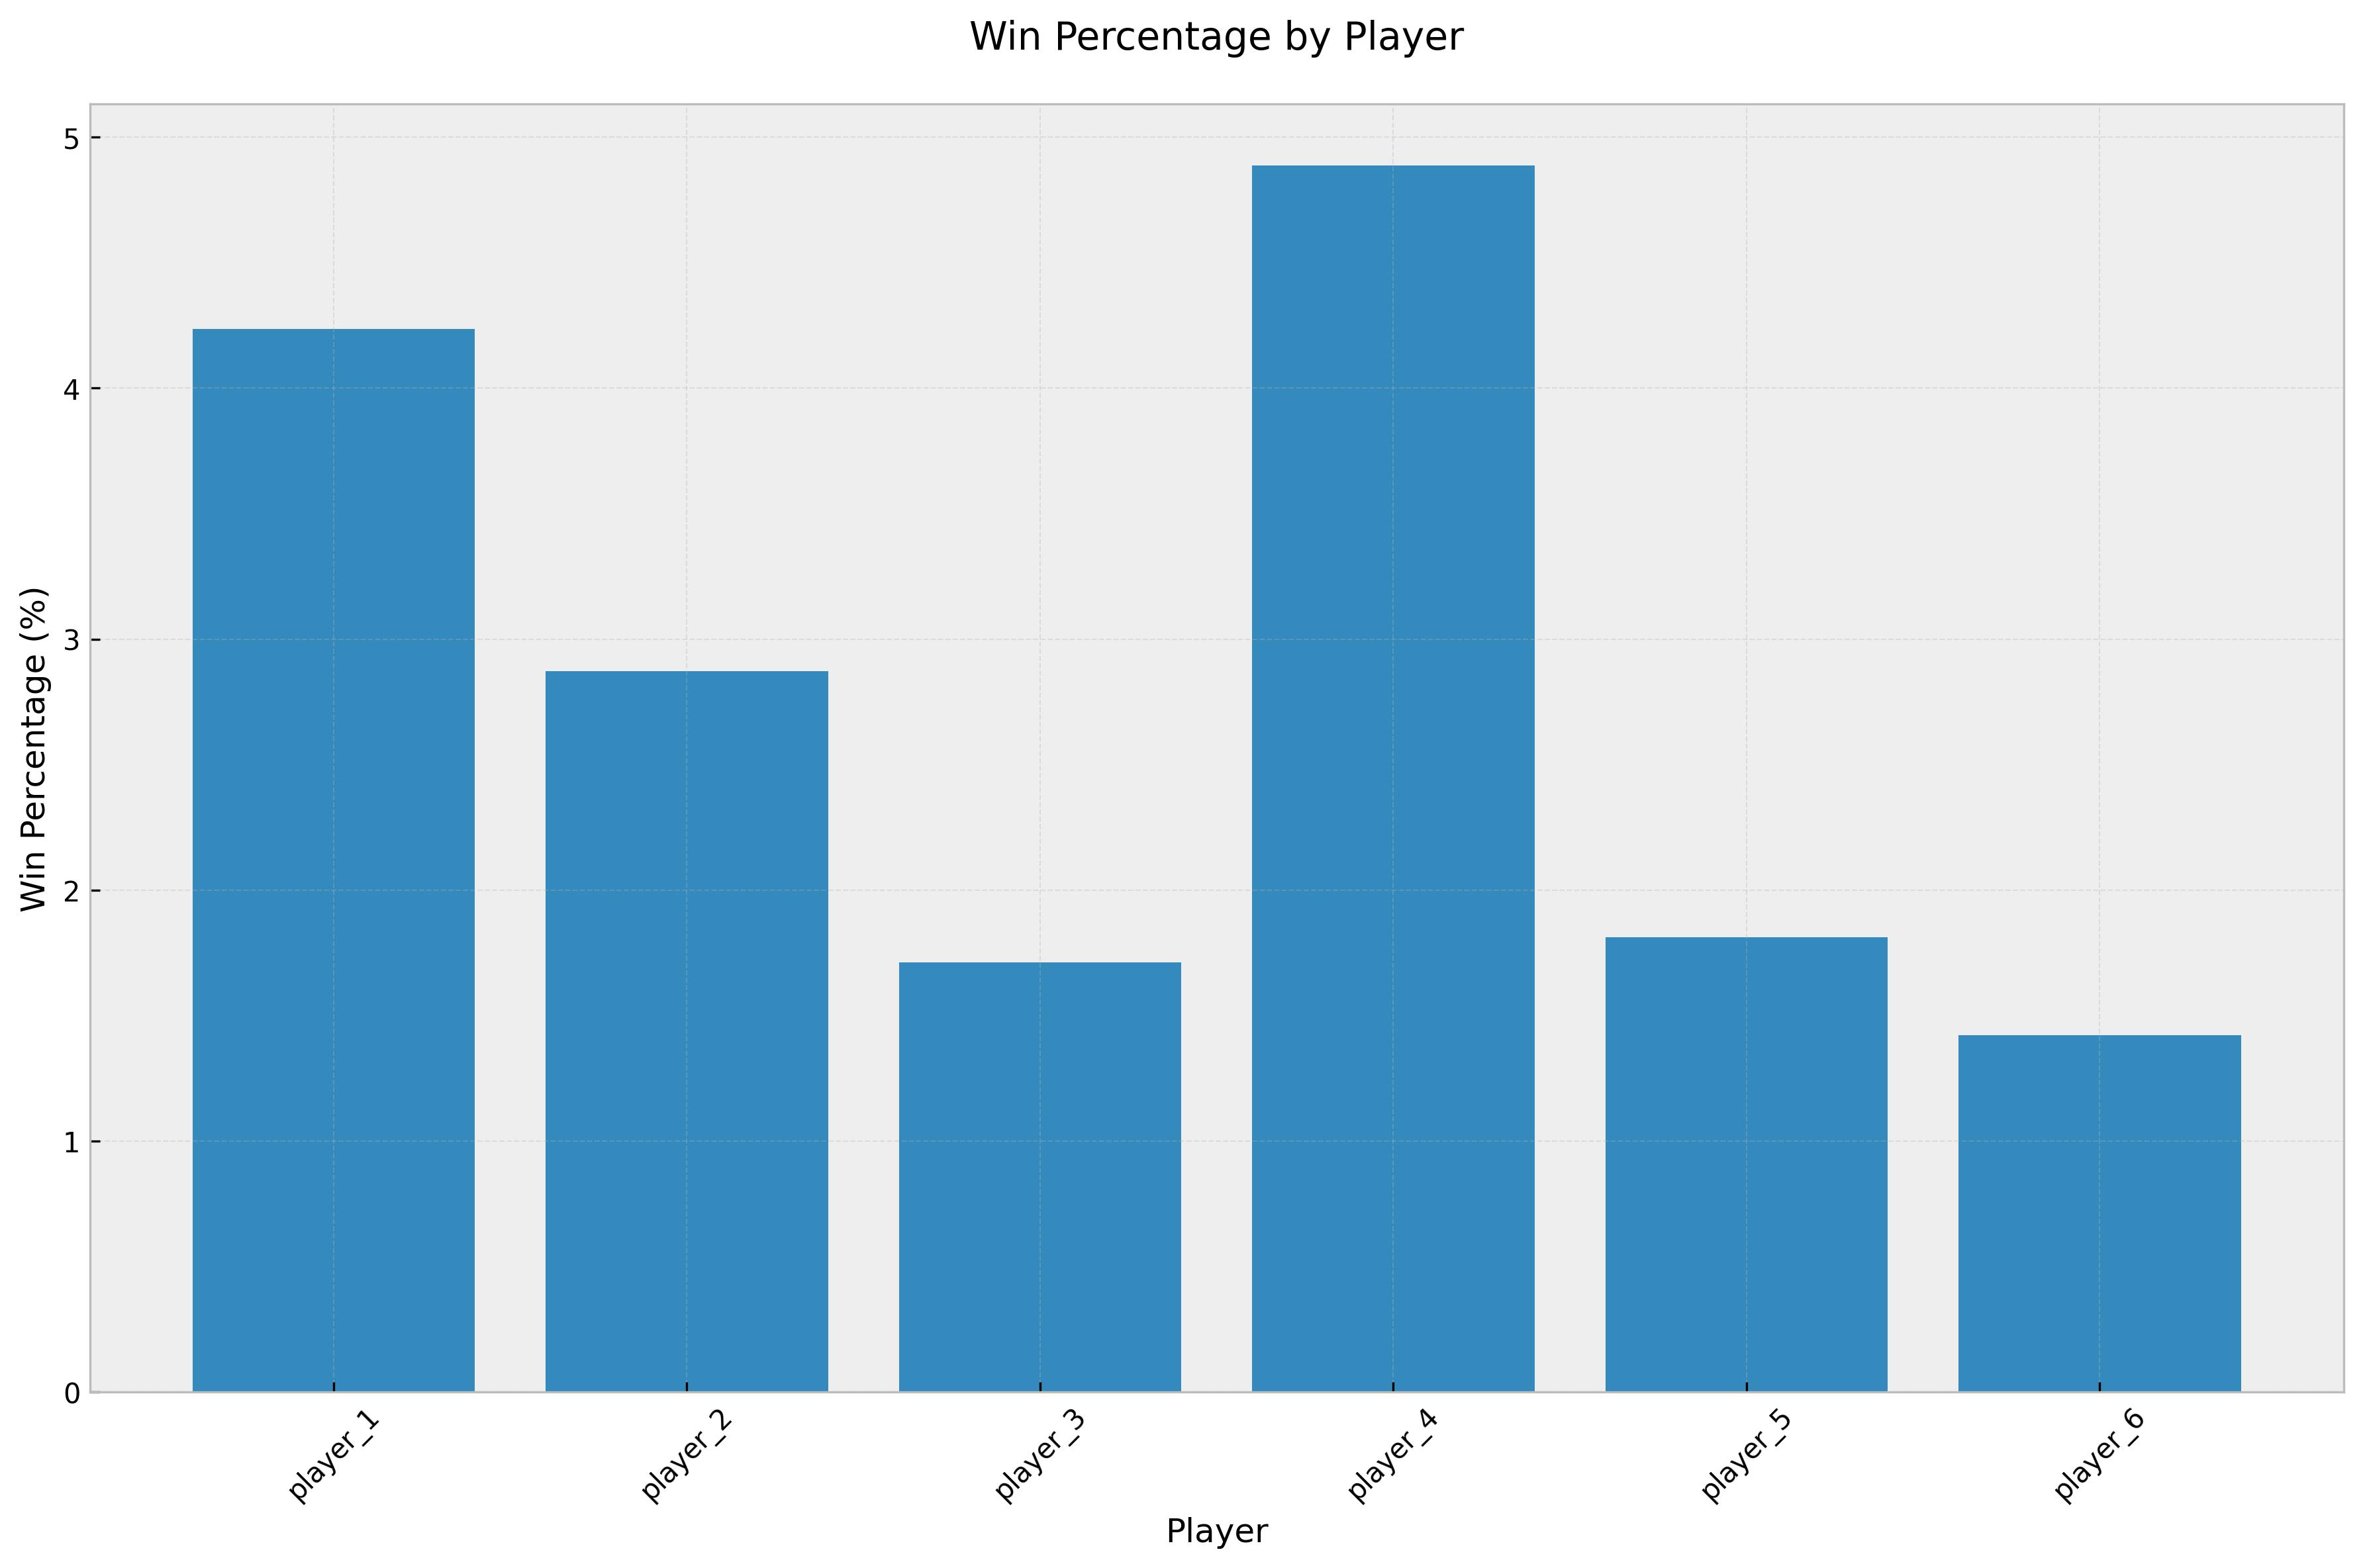 Win Percentage by Player
Win Percentage (%)
5
4
3
2
1
0
player_1
player_2
player_3
player_4
player_5
player_6
Player